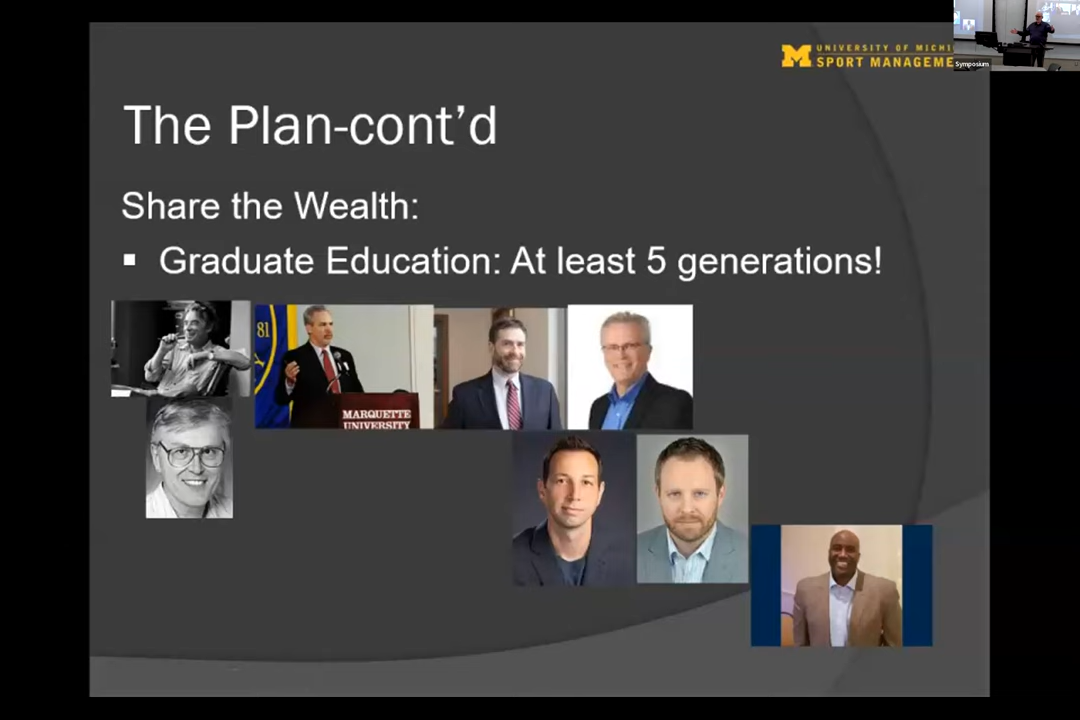 UNIVERSITY OF MICHI
SPORT MANAGEME
Symposium
The Plan-cont’d
Share the Wealth:
▪ Graduate Education: At least 5 generations!
81
MARQUETTE
UNIVERSITY